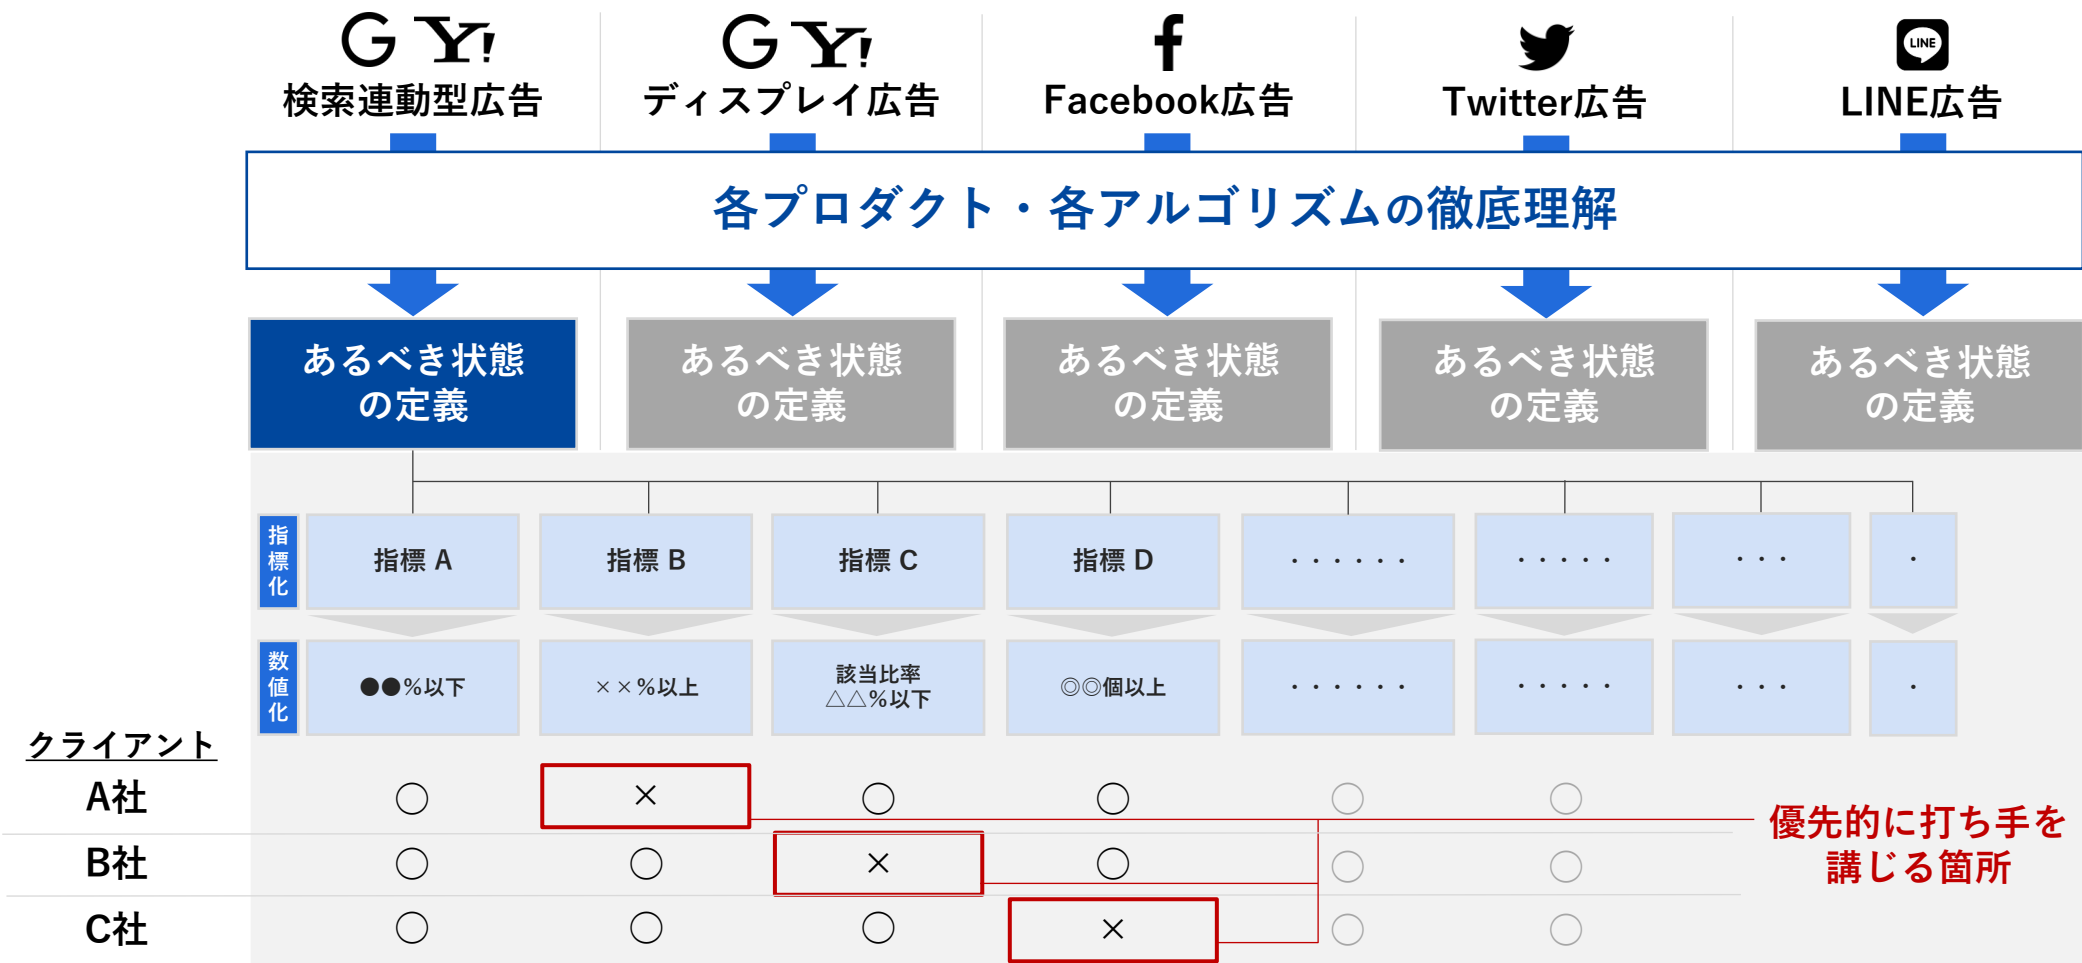 G Y! G Y! f LINE
検索連動型広告 ディスプレイ広告 Facebook広告 Twitter広告 LINE広告
各プロダクト・各アルゴリズムの徹底理解
あるべき状態
の定義
あるべき状態
の定義
あるべき状態
の定義
あるべき状態
の定義
あるべき状態
の定義
指標化
指標 A
指標 B
指標 C
指標 D
・・・・・・
・・・・・
・・・
・
数値化
●●%以下
××%以上
該当比率
△△%以下
◎◎個以上
・・・・・・
・・・・・
・・・
・
クライアント
A社 ○ × ○ ○ ○ ○
B社 ○ ○ × ○ ○ ○
C社 ○ ○ ○ × ○ ○
優先的に打ち手を
講じる箇所